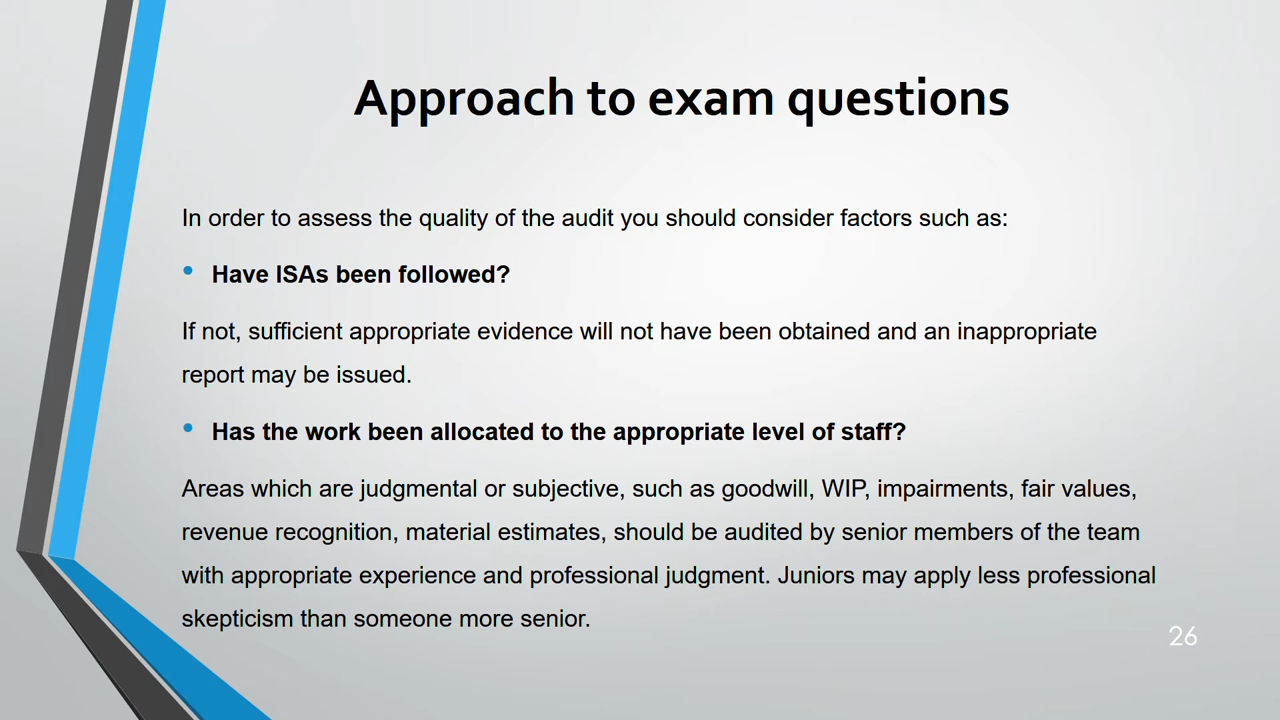 Approach to exam questions
In order to assess the quality of the audit you should consider factors such as:
• Have ISAs been followed?
If not, sufficient appropriate evidence will not have been obtained and an inappropriate
report may be issued.
• Has the work been allocated to the appropriate level of staff?
Areas which are judgmental or subjective, such as goodwill, WIP, impairments, fair values,
revenue recognition, material estimates, should be audited by senior members of the team
with appropriate experience and professional judgment. Juniors may apply less professional
skepticism than someone more senior.
26